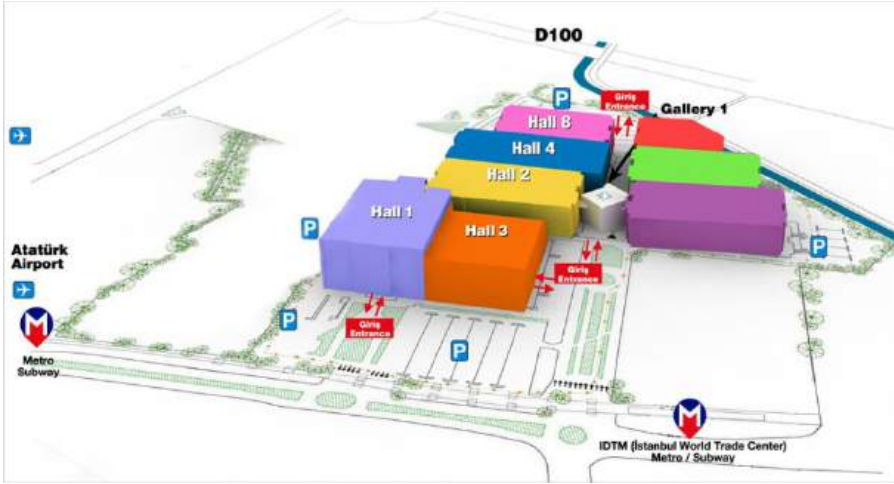 D100
P
Giriş
Entrance
Gallery 1
Hall 8
Hall 4
Hall 2
Hall 1
Hall 3
P
P
Atatürk
Airport
Giriş
Entrance
P
Giriş
Entrance
P
M
Metro
Subway
M
IDTM (İstanbul World Trade Center)
Metro / Subway